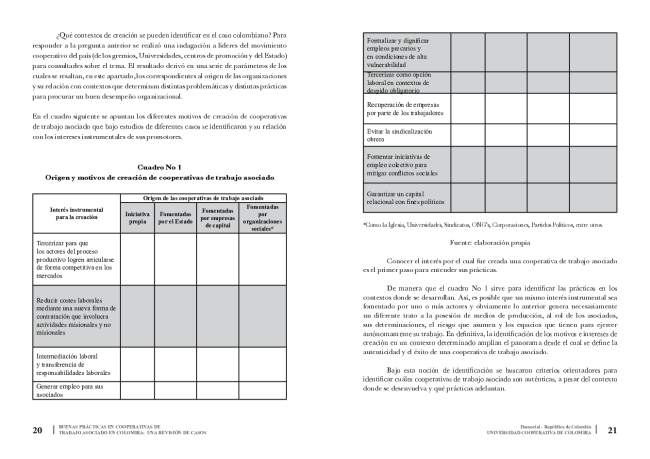 ¿Qué contextos de creación se pueden identificar en el caso colombiano? Para
responder a la pregunta anterior se realizó una indagación a líderes del movimiento
cooperativo del país (de los gremios, Universidades, centros de promoción y del Estado)
para consultarles sobre el tema. El resultado derivó en una serie de parámetros de los
cuales se resaltan, en este apartado, los correspondientes al origen de las organizaciones
y su relación con contextos que determinan distintas problemáticas y distintas prácticas
para procurar un buen desempeño organizacional.
En el cuadro siguiente se apuntan los diferentes motivos de creación de cooperativas
de trabajo asociado que bajo estudios de diferentes casos se identificaron y su relación
con los intereses instrumentales de sus promotores.
Cuadro No 1
Origen y motivos de creación de cooperativas de trabajo asociado
Interés instrumental
para la creación
Origen de las cooperativas de trabajo asociado
Iniciativa
propia
Fomentadas
por el Estado
Fomentadas
por empresas
de capital
Fomentadas
por
organizaciones
sociales*
Tercerizar para que
los actores del proceso
productivo logren articularse
de forma competitiva en los
mercados
Reducir costes laborales
mediante una nueva forma de
contratación que involucra
actividades misionales y no
misionales
Intermediación laboral
y transferencia de
responsabilidades laborales
Generar empleo para sus
asociados
20
BUENAS PRÁCTICAS EN COOPERATIVAS DE
TRABAJO ASOCIADO EN COLOMBIA: UNA REVISIÓN DE CASOS
Formalizar y dignificar
empleos precarios y
en condiciones de alta
vulnerabilidad
Tercerizar como opción
laboral en contextos de
despido obligatorio
Recuperación de empresas
por parte de los trabajadores
Evitar la sindicalización
obrera
Fomentar iniciativas de
empleo colectivo para
mitigar conflictos sociales
Garantizar un capital
relacional con fines políticos
*Como la Iglesia, Universidades, Sindicatos, ONG's, Corporaciones, Partidos Políticos, entre otros.
Fuente: elaboración propia
Conocer el interés por el cual fue creada una cooperativa de trabajo asociado
es el primer paso para entender sus prácticas.
De manera que el cuadro No 1 sirve para identificar las prácticas en los
contextos donde se desarrollan. Así, es posible que un mismo interés instrumental sea
fomentado por uno o más actores y obviamente lo anterior genera necesariamente
un diferente trato a la posesión de medios de producción, al rol de los asociados,
sus determinaciones, el riesgo que asumen y los espacios que tienen para ejercer
autónomamente su trabajo. En definitiva, la identificación de los motivos e intereses
de creación en un contexto determinado amplían el panorama desde el cual se define la
autenticidad y el éxito de una cooperativa de trabajo asociado.
Bajo esta noción de identificación se buscaron criterios orientadores para
identificar cuáles cooperativas de trabajo asociado son auténticas, a pesar del contexto
donde se desenvuelva y qué prácticas adelantan.
Dansocial - República de Colombia
UNIVERSIDAD COOPERATIVA DE COLOMBIA
21